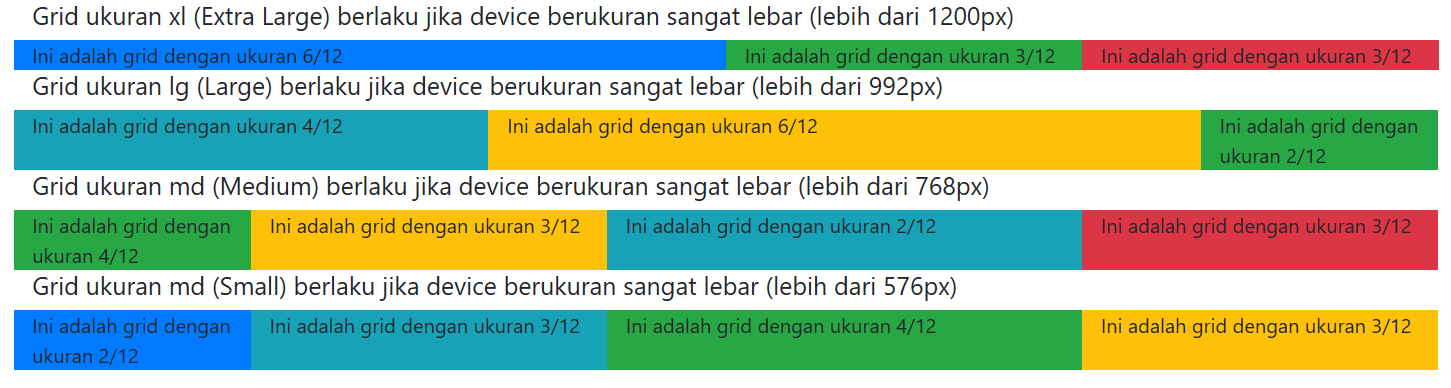 Grid ukuran xl (Extra Large) berlaku jika device berukuran sangat lebar (lebih dari 1200px)
Ini adalah grid dengan ukuran 6/12
Ini adalah grid dengan ukuran 3/12
Ini adalah grid dengan ukuran 3/12
Grid ukuran lg (Large) berlaku jika device berukuran sangat lebar (lebih dari 992px)
Ini adalah grid dengan ukuran 4/12
Ini adalah grid dengan ukuran 6/12
Ini adalah grid dengan
ukuran 2/12
Grid ukuran md (Medium) berlaku jika device berukuran sangat lebar (lebih dari 768px)
Ini adalah grid dengan
ukuran 4/12
Ini adalah grid dengan ukuran 3/12
Ini adalah grid dengan ukuran 2/12
Ini adalah grid dengan ukuran 3/12
Grid ukuran md (Small) berlaku jika device berukuran sangat lebar (lebih dari 576px)
Ini adalah grid dengan
ukuran 2/12
Ini adalah grid dengan ukuran 3/12
Ini adalah grid dengan ukuran 4/12
Ini adalah grid dengan ukuran 3/12